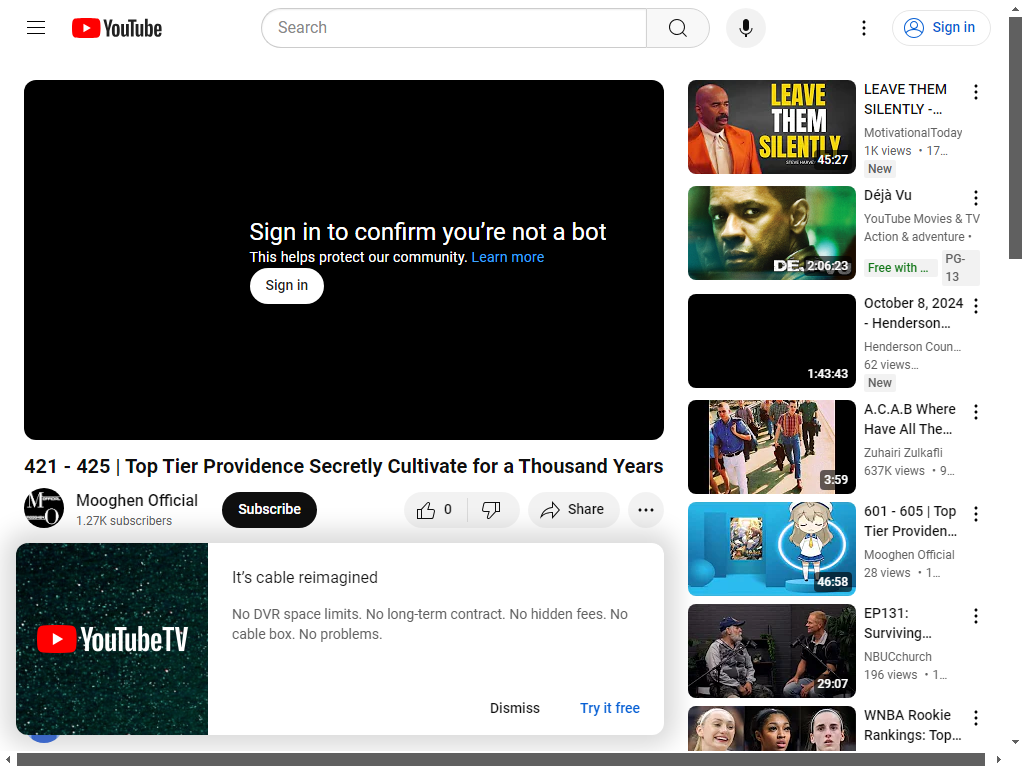 YouTube
Search
Sign in
Sign in to confirm you’re not a bot
This helps protect our community. Learn more
Sign in
421 - 425 | Top Tier Providence Secretly Cultivate for a Thousand Years
Mooghen Official
1.27K subscribers
Subscribe
0
Share
YouTubeTV
It’s cable reimagined
No DVR space limits. No long-term contract. No hidden fees. No
cable box. No problems.
Dismiss
Try it free
LEAVE
THEM
SILENTLY
STEVE HARVEY
45:27
LEAVE THEM
SILENTLY -…
MotivationalToday
1K views • 17…
New
2:06:23
Déjà Vu
YouTube Movies & TV
Action & adventure •
Free with …
PG-
13
1:43:43
October 8, 2024
- Henderson…
Henderson Coun…
62 views…
New
3:59
A.C.A.B Where
Have All The…
Zuhairi Zulkafli
637K views • 9…
46:58
601 - 605 | Top
Tier Providen…
Mooghen Official
28 views • 1…
29:07
EP131:
Surviving…
NBUCchurch
196 views • 1…
WNBA Rookie
Rankings: Top…